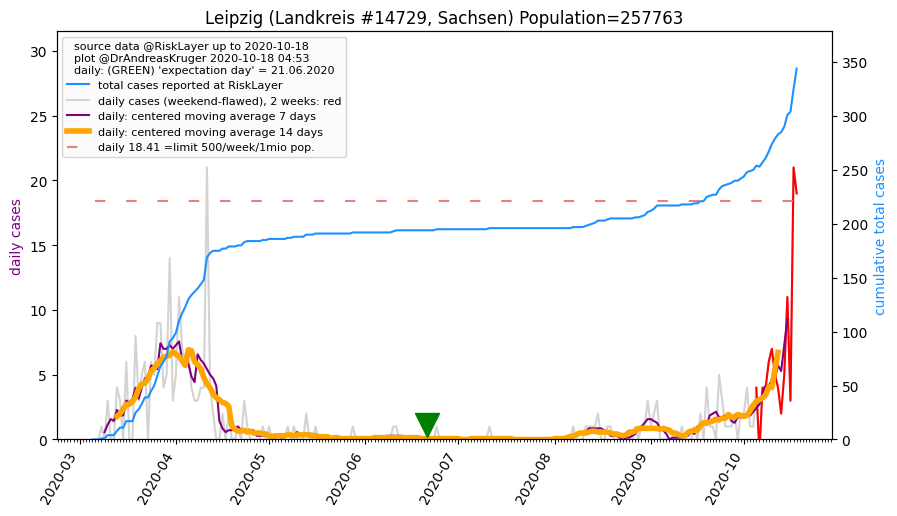 Leipzig (Landkreis #14729, Sachsen) Population=257763
source data @RiskLayer up to 2020-10-18
plot @DrAndreasKruger 2020-10-18 04:53
daily: (GREEN) 'expectation day' = 21.06.2020
total cases reported at RiskLayer
daily cases (weekend-flawed), 2 weeks: red
daily: centered moving average 7 days
daily: centered moving average 14 days
daily 18.41 =limit 500/week/1mio pop.
daily cases
30
25
20
15
10
5
0
cumulative total cases
350
300
250
200
150
100
50
0
2020-03
2020-04
2020-05
2020-06
2020-07
2020-08
2020-09
2020-10